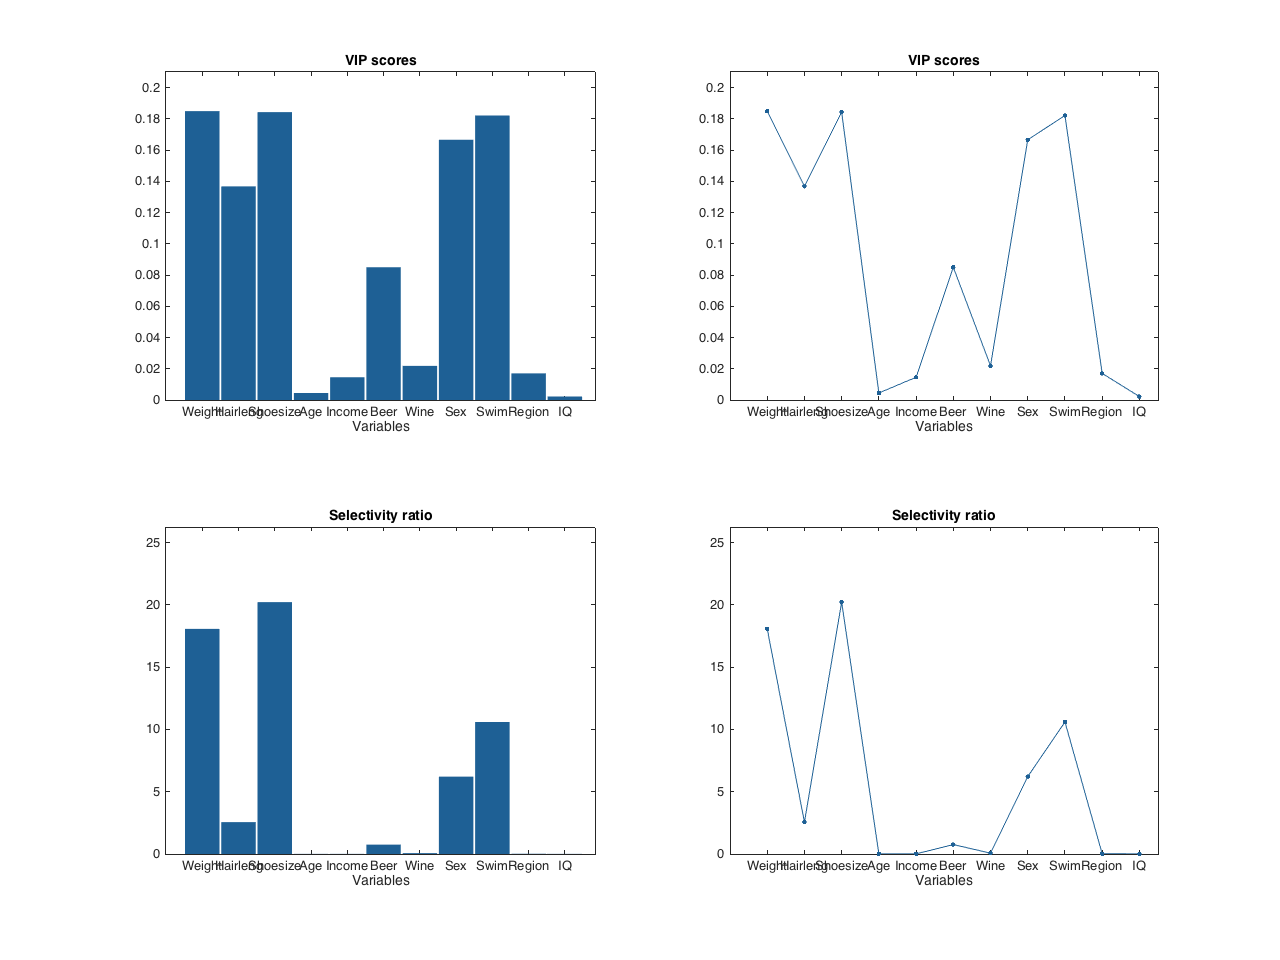 VIP scores
0.2
0.18
0.16
0.14
0.12
0.1
0.08
0.06
0.04
0.02
0
Weight Hairleng Shoesize Age Income Beer Wine Sex Swim Region IQ
Variables
VIP scores
0.2
0.18
0.16
0.14
0.12
0.1
0.08
0.06
0.04
0.02
0
Weight Hairleng Shoesize Age Income Beer Wine Sex Swim Region IQ
Variables
Selectivity ratio
25
20
15
10
5
0
Weight Hairleng Shoesize Age Income Beer Wine Sex Swim Region IQ
Variables
Selectivity ratio
25
20
15
10
5
0
Weight Hairleng Shoesize Age Income Beer Wine Sex Swim Region IQ
Variables